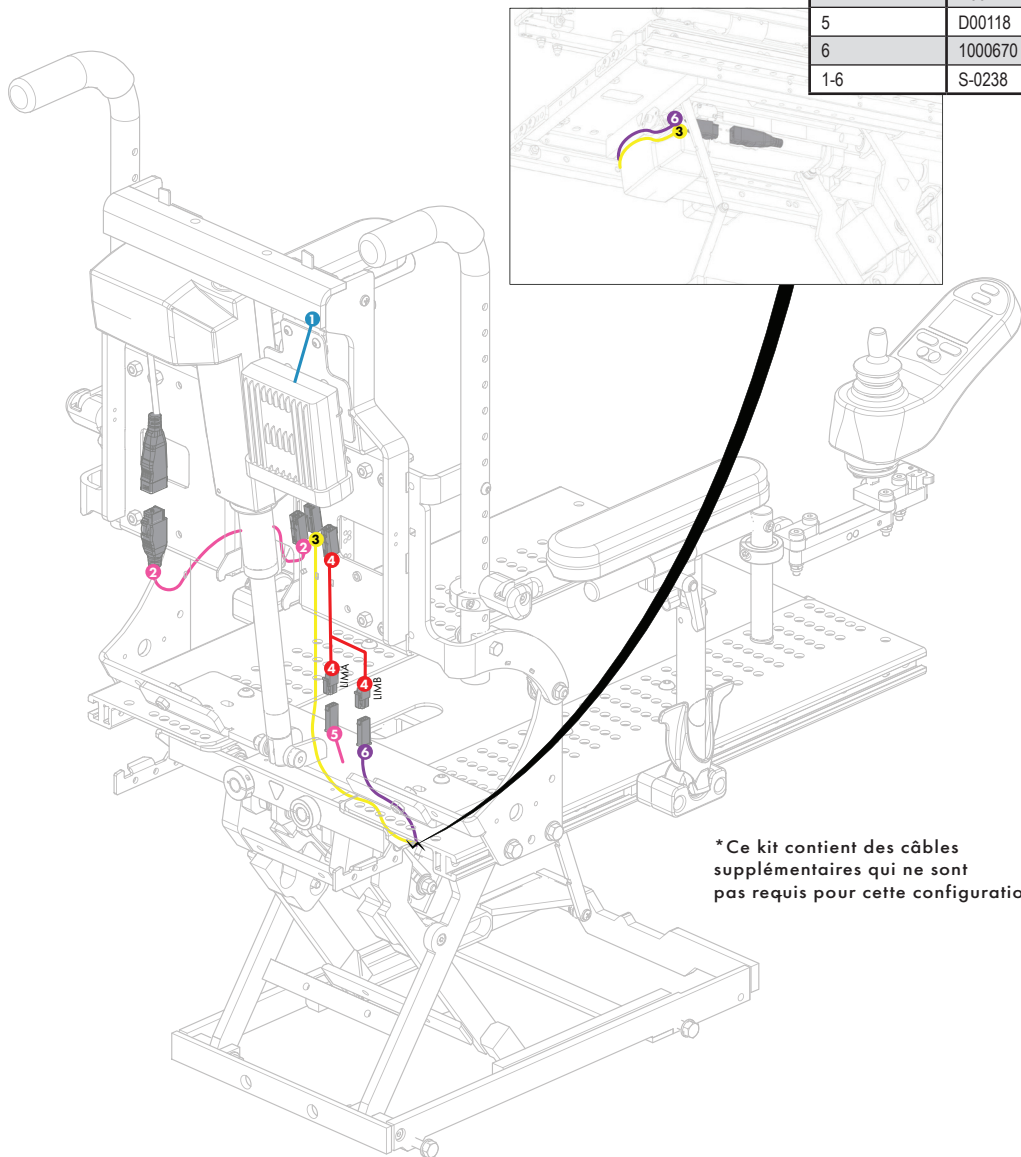 5 D00118
6 1000670
1-6 S-0238
6
3
1
2
2
3
4
4
LIMA
4
LIMB
5
6
*Ce kit contient des câbles
supplémentaires qui ne sont
pas requis pour cette configuratio